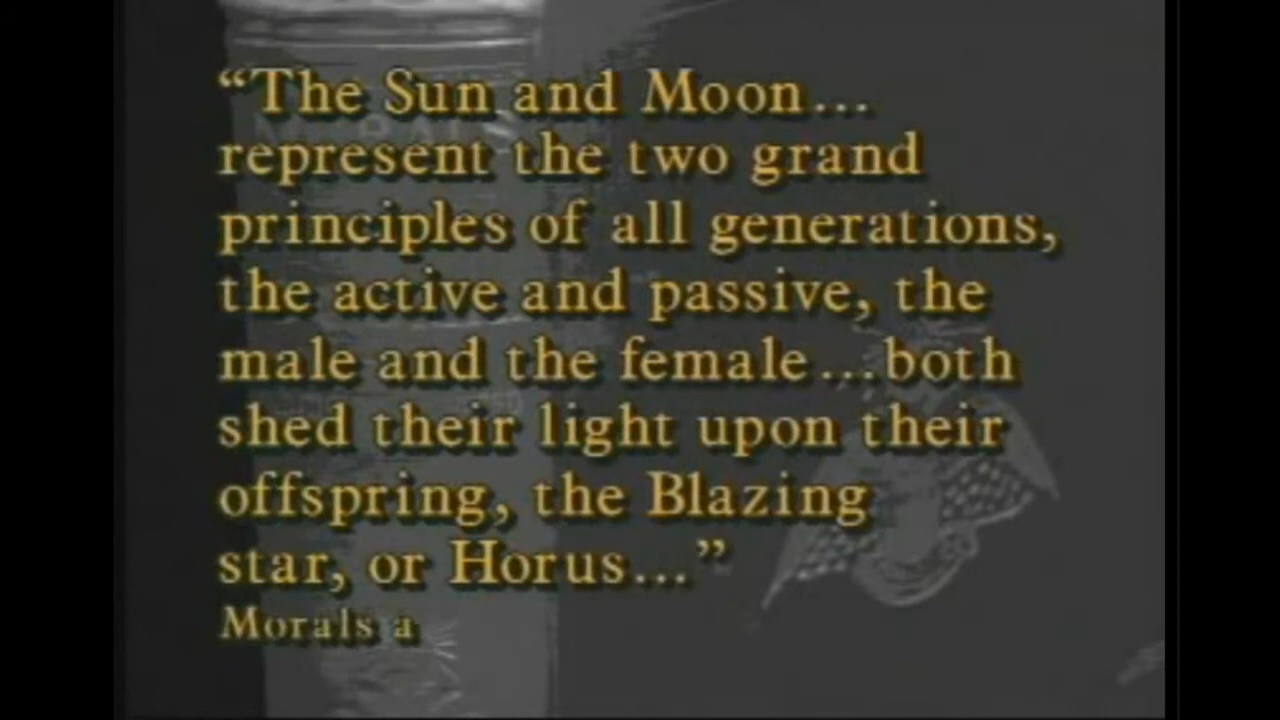 “The Sun and Moon...
represent the two grand
principles of all generations,
the active and passive, the
male and the female...both
shed their light upon their
offspring, the Blazing
star, or Horus...”
Morals a